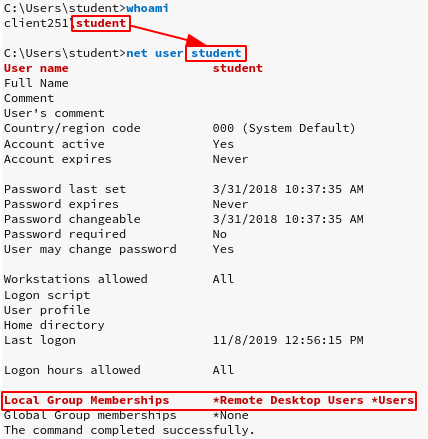 C:\Users\student>whoami
client251\student
C:\Users\student>net user student
User name student
Full Name
Comment
User's comment
Country/region code 000 (System Default)
Account active Yes
Account expires Never
Password last set 3/31/2018 10:37:35 AM
Password expires Never
Password changeable 3/31/2018 10:37:35 AM
Password required No
User may change password Yes
Workstations allowed All
Logon script
User profile
Home directory
Last logon 11/8/2019 12:56:15 PM
Logon hours allowed All
Local Group Memberships *Remote Desktop Users *Users
Global Group memberships *None
The command completed successfully.